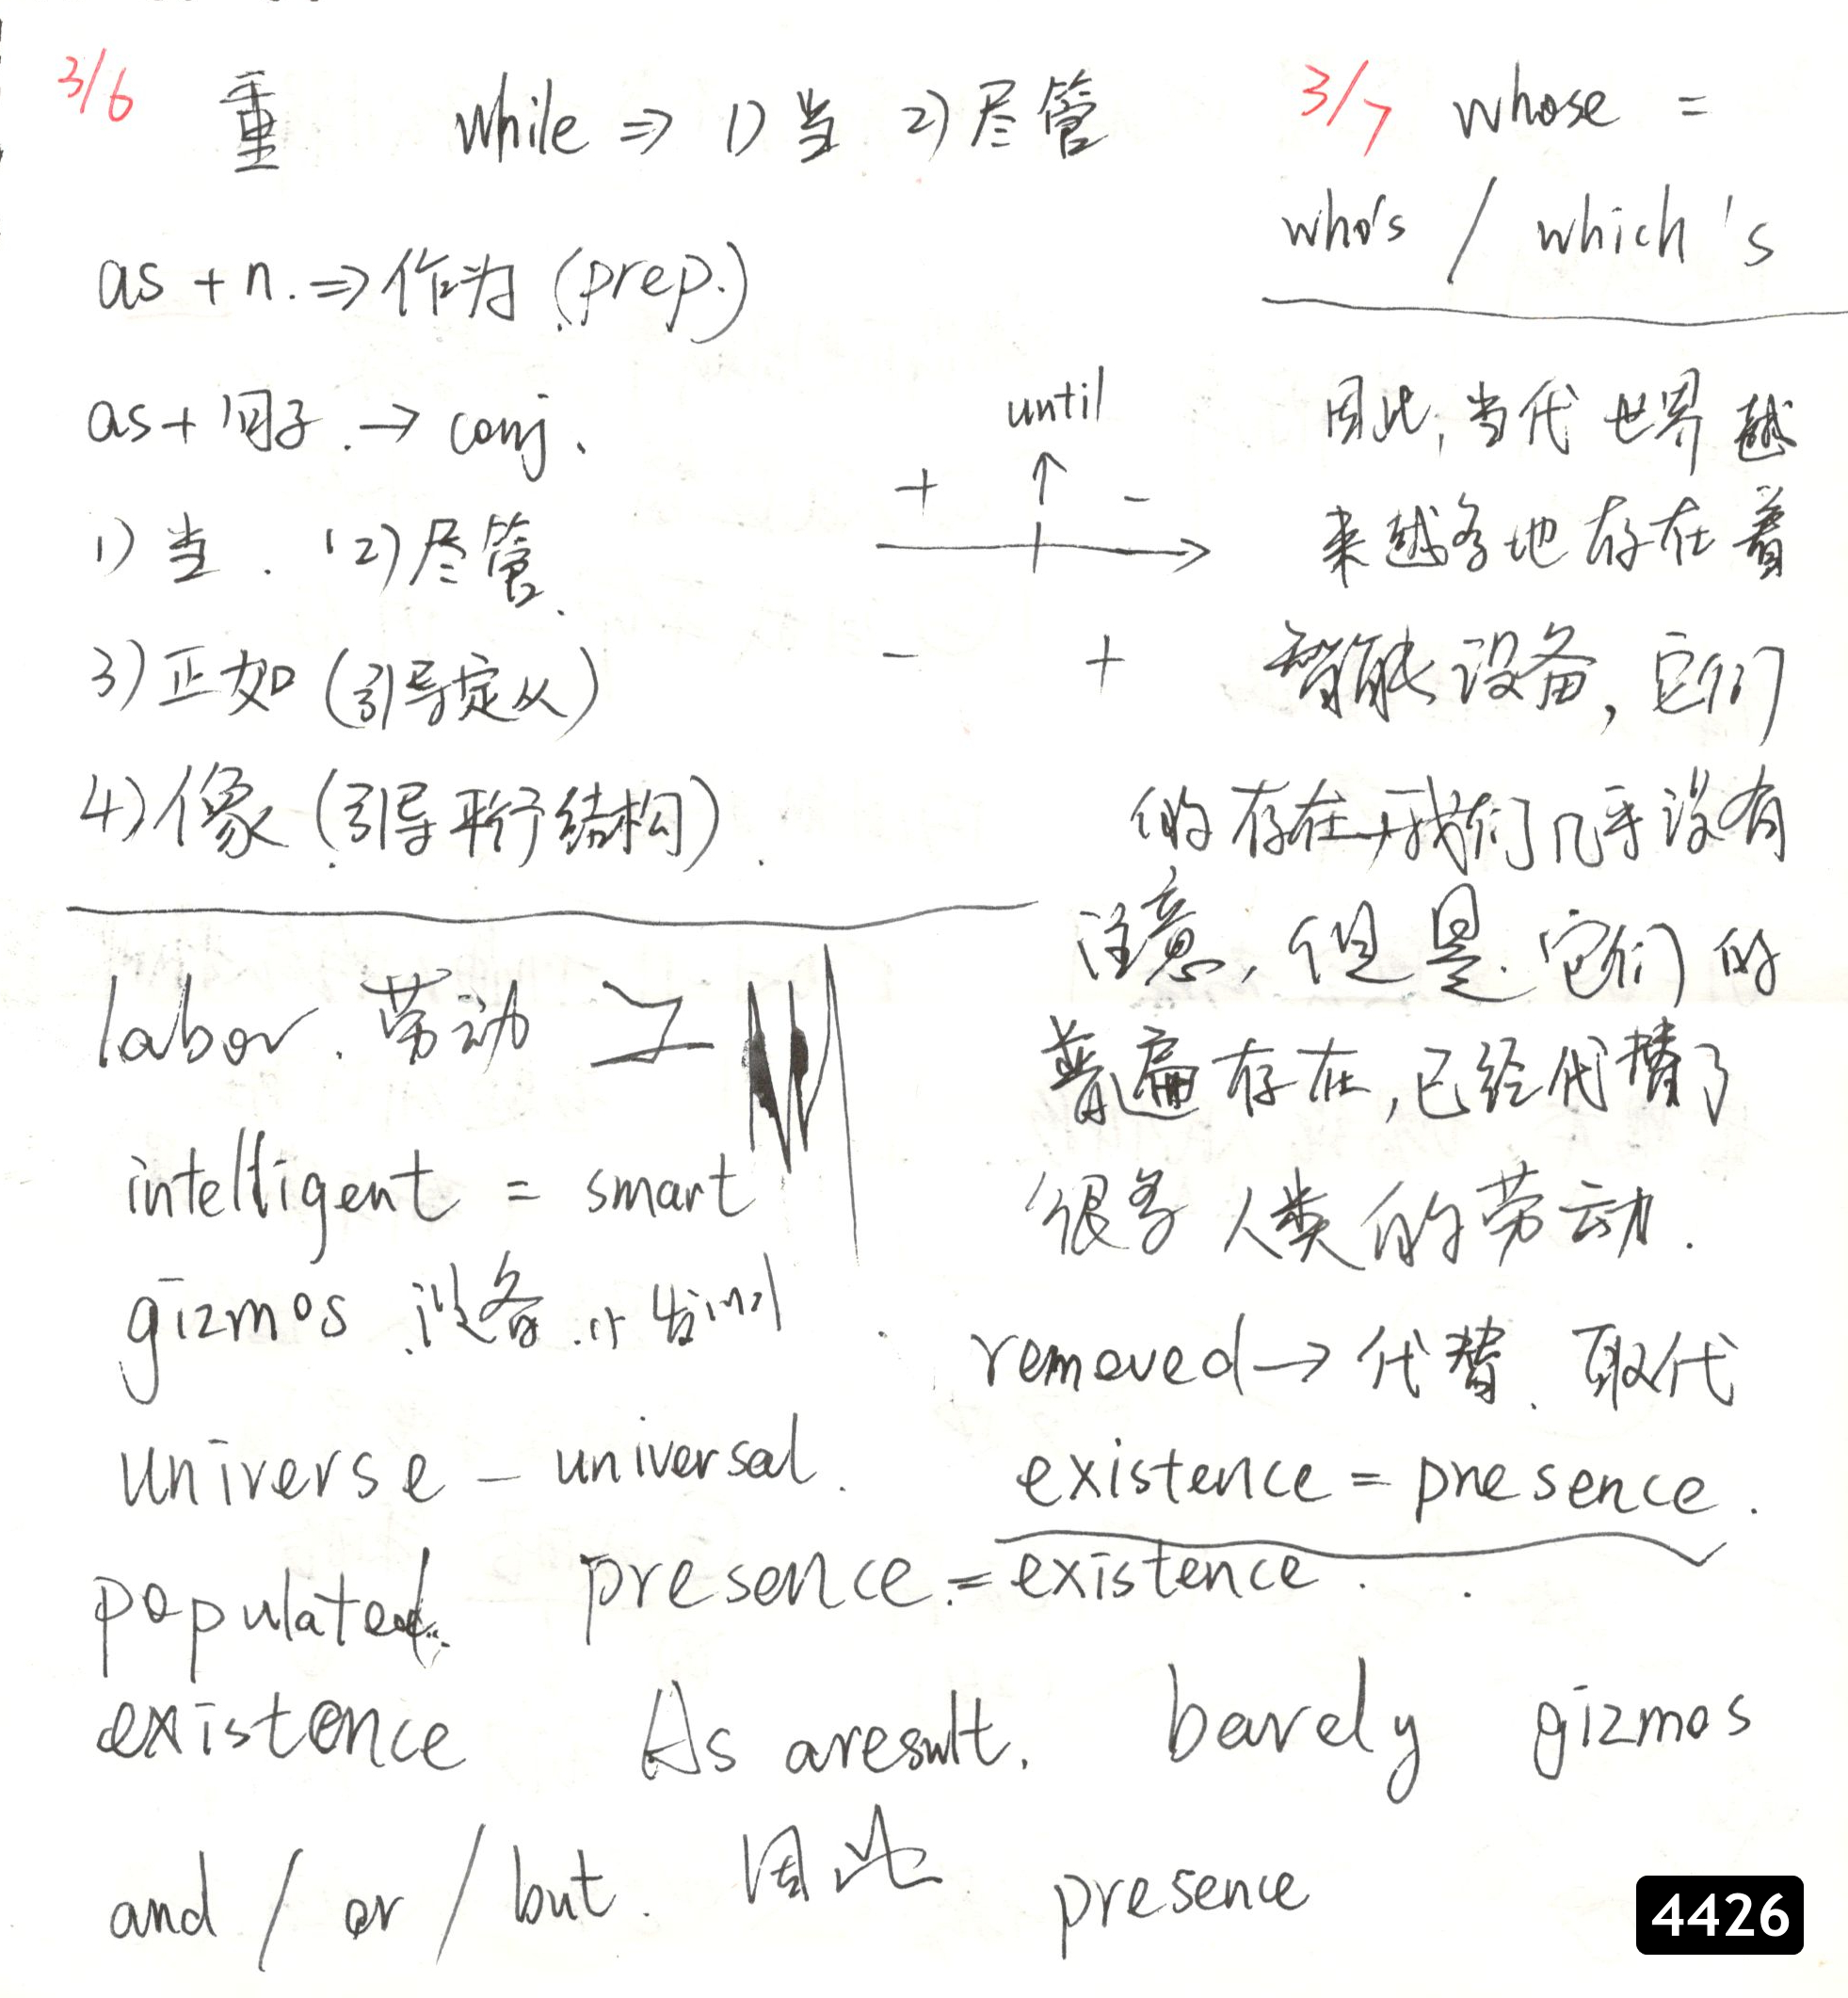 3/6 重 while ⇒ 1) 当 2) 尽管
as + n. ⇒ 作为 (prep.)
as + 句子. → conj.
1) 当. 2) 尽管.
3) 正如 (引导定从)
4) 像 (引导平行结构).
until
+ -
- +
3/7 whose =
who's / which's
因此, 当代世界越
来越多地存在着
智能设备, 它们
的存在, 我们几乎没有
注意, 但是, 它们的
普遍存在, 已经代替了
很多人类的劳动.
removed → 代替. 取代
existence = presence.
labor. 劳动
intelligent = smart
gizmos 设备.
universe - universal.
populated. presence. = existence.
existence As a result. barely gizmos
and / or / but. 因此 presence
4426